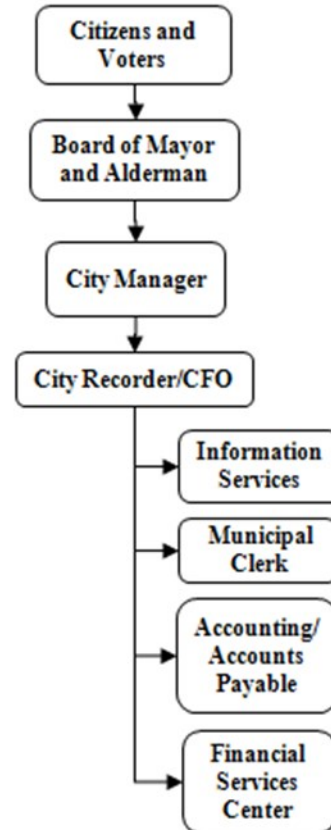 Citizens and
Voters
Board of Mayor
and Alderman
City Manager
City Recorder/CFO
Information
Services
Municipal
Clerk
Accounting/
Accounts
Payable
Financial
Services
Center